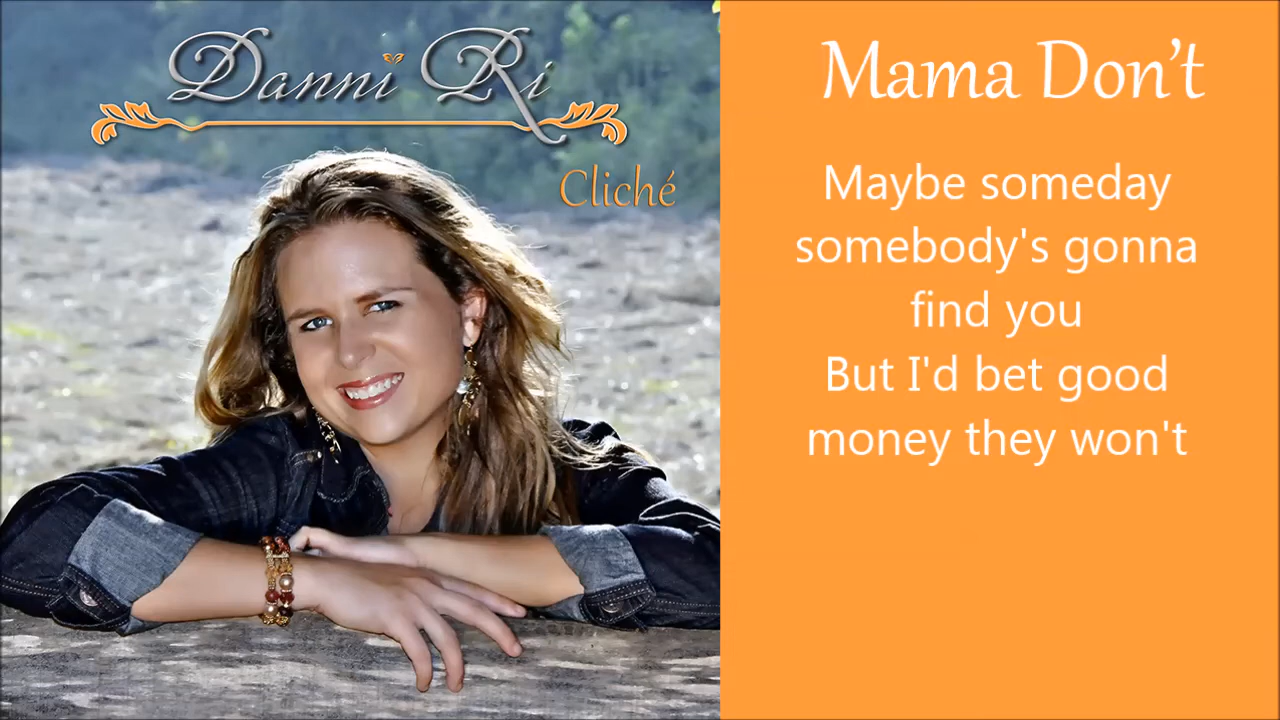 Danni Ri
Cliché
Mama Don’t
Maybe someday
somebody's gonna
find you
But I'd bet good
money they won't